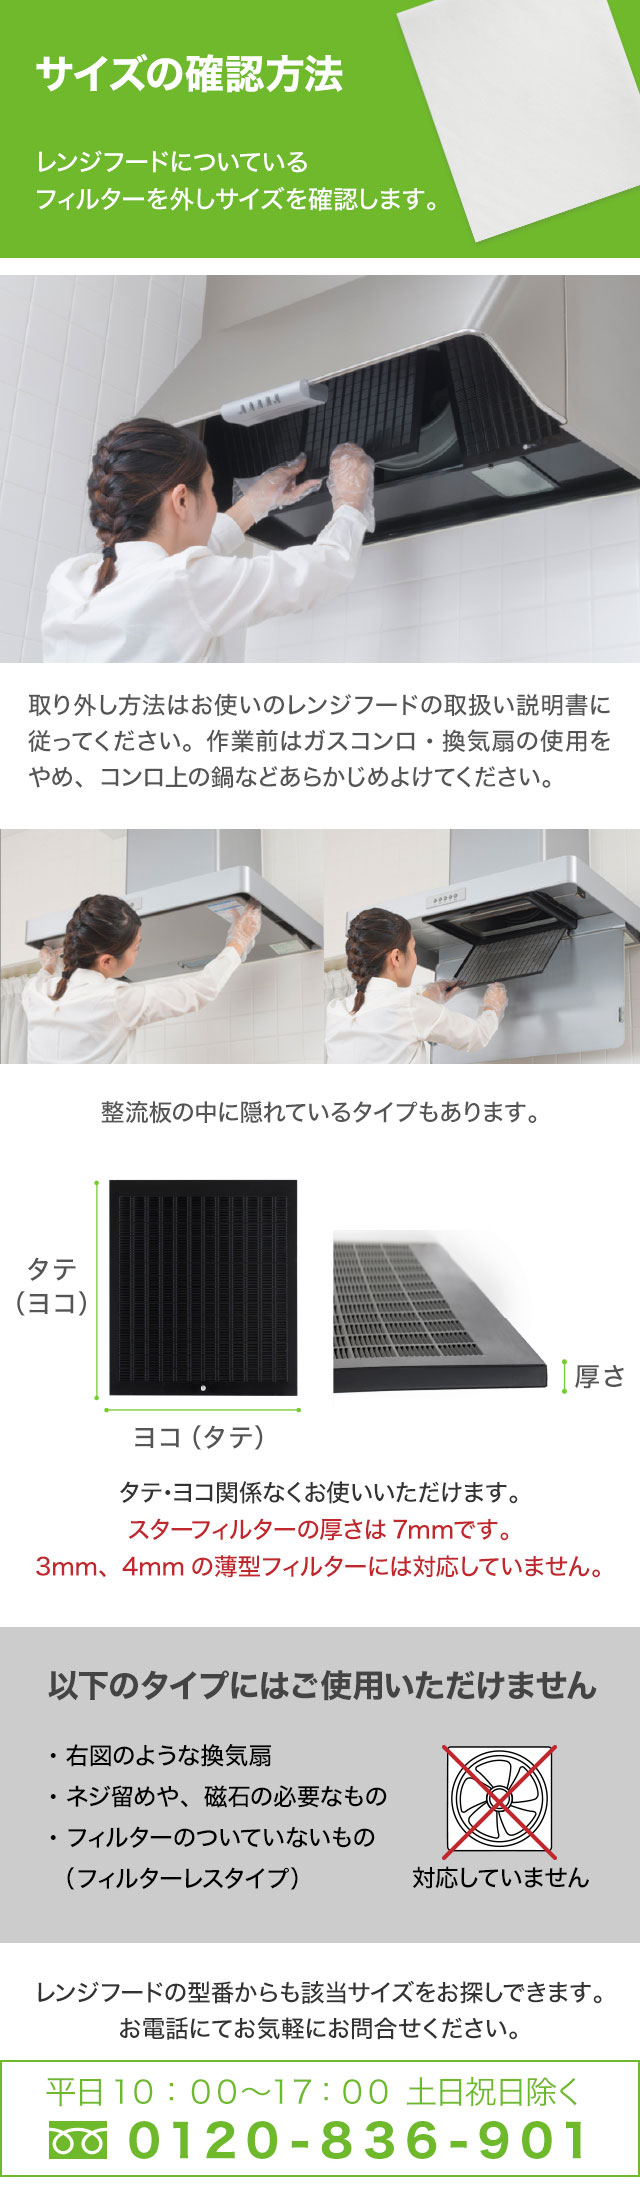 サイズの確認方法
レンジフードについている
フィルターを外しサイズを確認します。
取り外し方法はお使いのレンジフードの取扱い説明書に
従ってください。作業前はガスコンロ・換気扇の使用を
やめ、コンロ上の鍋などあらかじめよけてください。
整流板の中に隠れているタイプもあります。
タテ
（ヨコ）
ヨコ（タテ）
厚さ
タテ・ヨコ関係なくお使いいただけます。
スターフィルターの厚さは7mmです。
3mm、4mmの薄型フィルターには対応していません。
以下のタイプにはご使用いただけません
・右図のような換気扇
・ネジ留めや、磁石の必要なもの
・フィルターのついていないもの
（フィルターレスタイプ）
対応していません
レンジフードの型番からも該当サイズをお探しできます。
お電話にてお気軽にお問合せください。
平日10：00〜17：00 土日祝日除く
0120-836-901